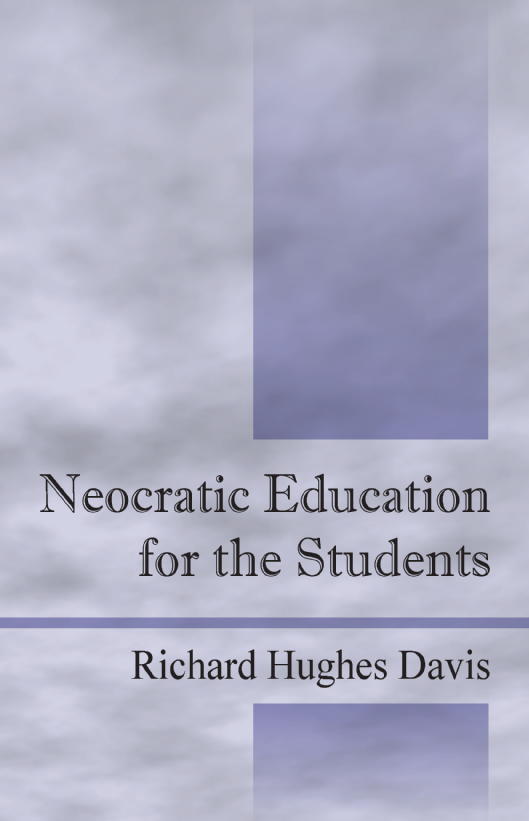 Neocratic Education
for the Students
Richard Hughes Davis